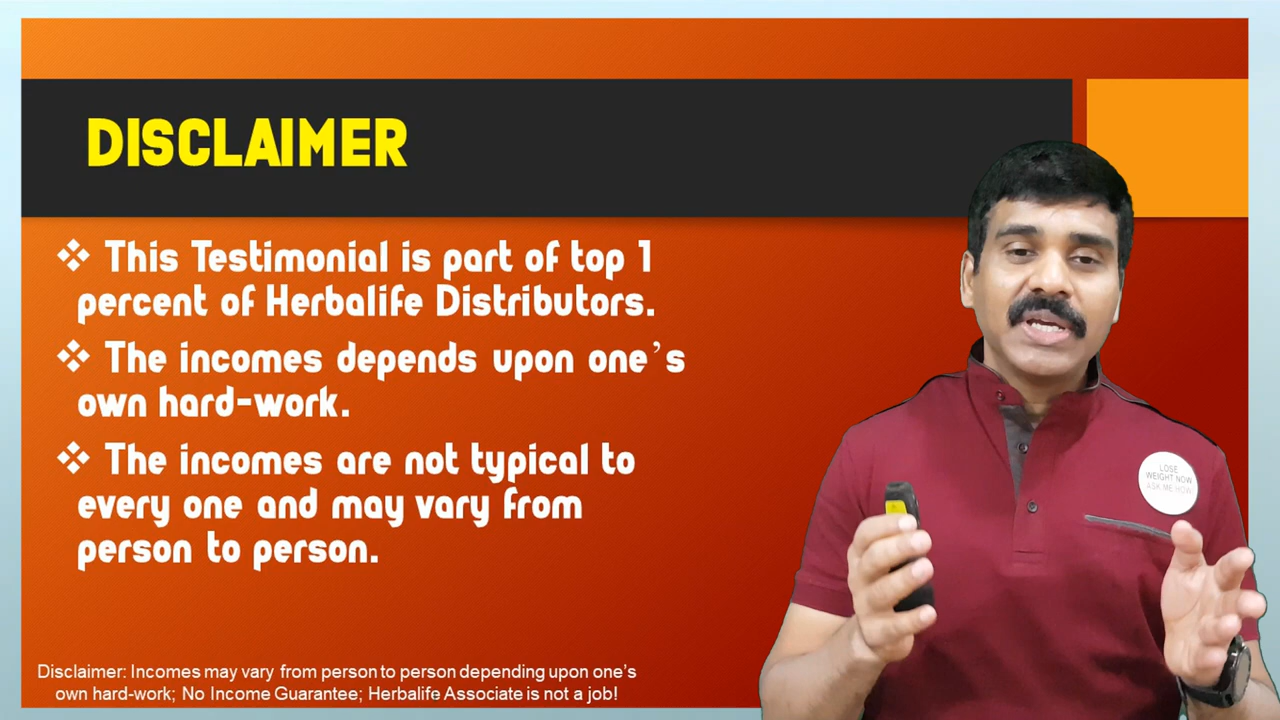 DISCLAIMER
❖ This Testimonial is part of top 1
percent of Herbalife Distributors.
❖ The incomes depends upon one’s
own hard-work.
❖ The incomes are not typical to
every one and may vary from
person to person.
LOSE
WEIGHT NOW
ASK ME HOW
Disclaimer: Incomes may vary from person to person depending upon one’s
own hard-work; No Income Guarantee; Herbalife Associate is not a job!